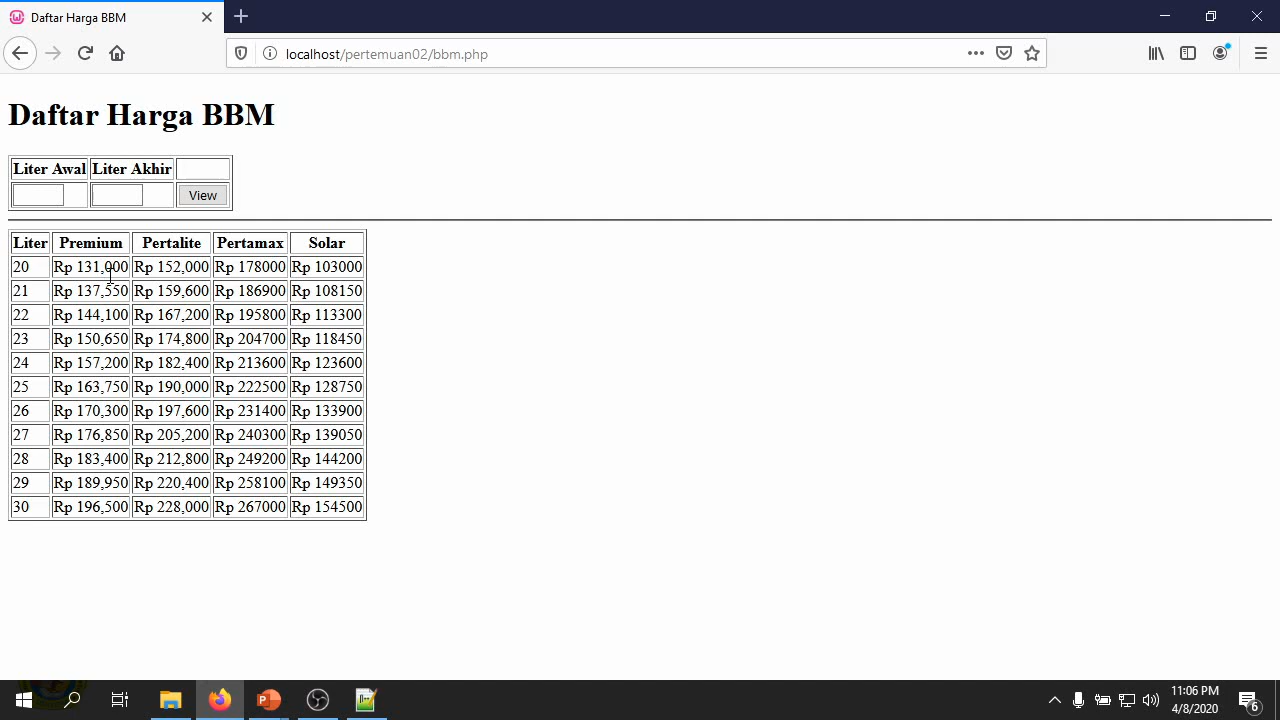 Daftar Harga BBM
localhost/pertemuan02/bbm.php
Daftar Harga BBM
Liter Awal Liter Akhir
View
Liter Premium Pertalite Pertamax Solar
20 Rp 131,000 Rp 152,000 Rp 178000 Rp 103000
21 Rp 137,550 Rp 159,600 Rp 186900 Rp 108150
22 Rp 144,100 Rp 167,200 Rp 195800 Rp 113300
23 Rp 150,650 Rp 174,800 Rp 204700 Rp 118450
24 Rp 157,200 Rp 182,400 Rp 213600 Rp 123600
25 Rp 163,750 Rp 190,000 Rp 222500 Rp 128750
26 Rp 170,300 Rp 197,600 Rp 231400 Rp 133900
27 Rp 176,850 Rp 205,200 Rp 240300 Rp 139050
28 Rp 183,400 Rp 212,800 Rp 249200 Rp 144200
29 Rp 189,950 Rp 220,400 Rp 258100 Rp 149350
30 Rp 196,500 Rp 228,000 Rp 267000 Rp 154500
11:06 PM
4/8/2020
6